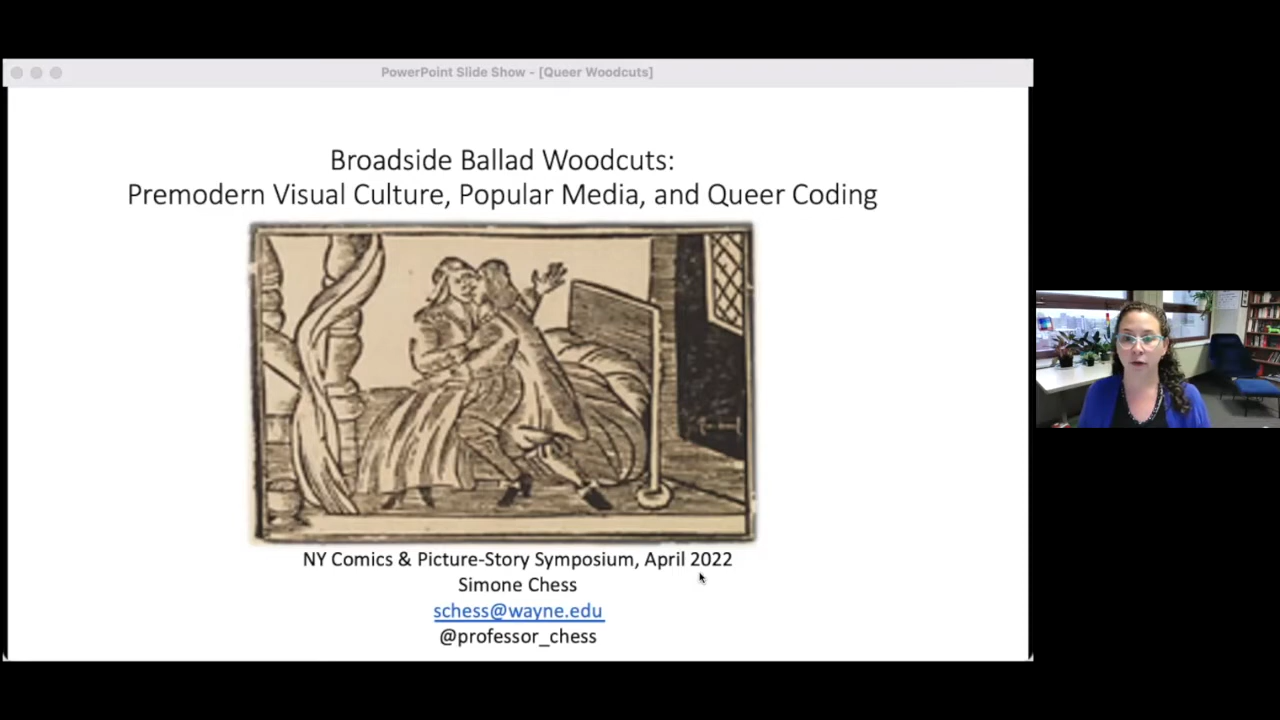 PowerPoint Slide Show - [Queer Woodcuts]
Broadside Ballad Woodcuts:
Premodern Visual Culture, Popular Media, and Queer Coding
NY Comics & Picture-Story Symposium, April 2022
Simone Chess
schess@wayne.edu
@professor_chess